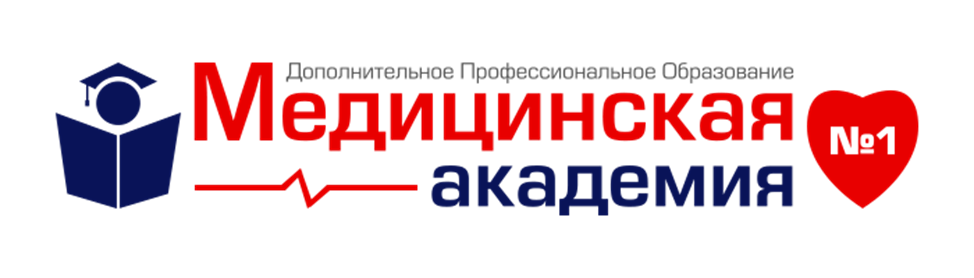 Дополнительное Профессиональное Образование
Медицинская
академия
№1